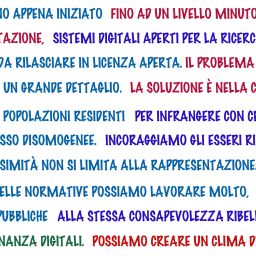 O APPENA INIZIATO FINO AD UN LIVELLO MINUTO
TAZIONE, SISTEMI DIGITALI APERTI PER LA RICERC
DA RILASCIARE IN LICENZA APERTA. IL PROBLEMA
UN GRANDE DETTAGLIO. LA SOLUZIONE È NELLA C
POPOLAZIONI RESIDENTI PER INFRANGERE CON C
SSO DISOMOGENEE. INCORAGGIAMO GLI ESSERI R
SIMITÀ NON SI LIMITA ALLA RAPPRESENTAZIONE.
ELLE NORMATIVE POSSIAMO LAVORARE MOLTO,
PUBBLICHE ALLA STESSA CONSAPEVOLEZZA RIBEL
NANZA DIGITALI. POSSIAMO CREARE UN CLIMA D